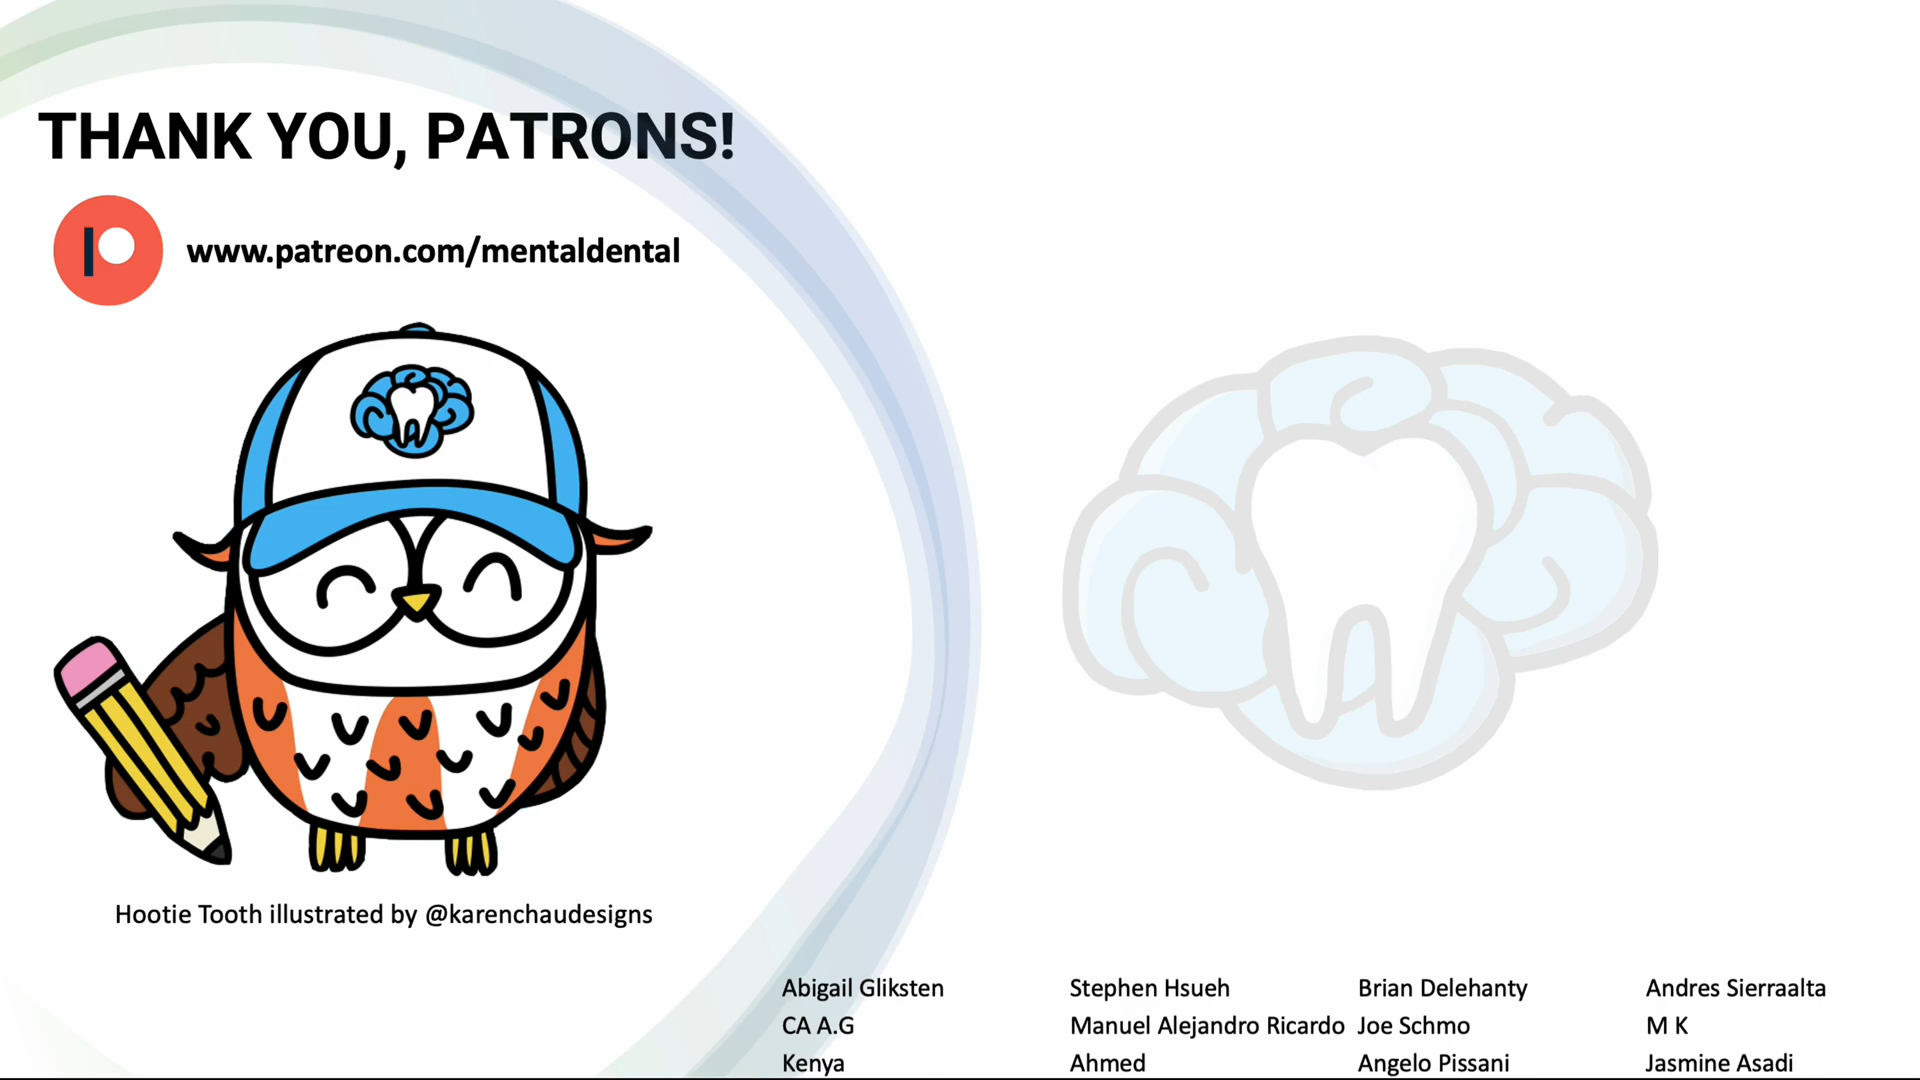 THANK YOU, PATRONS!
www.patreon.com/mentaldental
Hootie Tooth illustrated by @karenchaudesigns
Abigail Gliksten Stephen Hsueh Brian Delehanty Andres Sierraalta
CA A.G Manuel Alejandro Ricardo Joe Schmo M K
Kenya Ahmed Angelo Pissani Jasmine Asadi